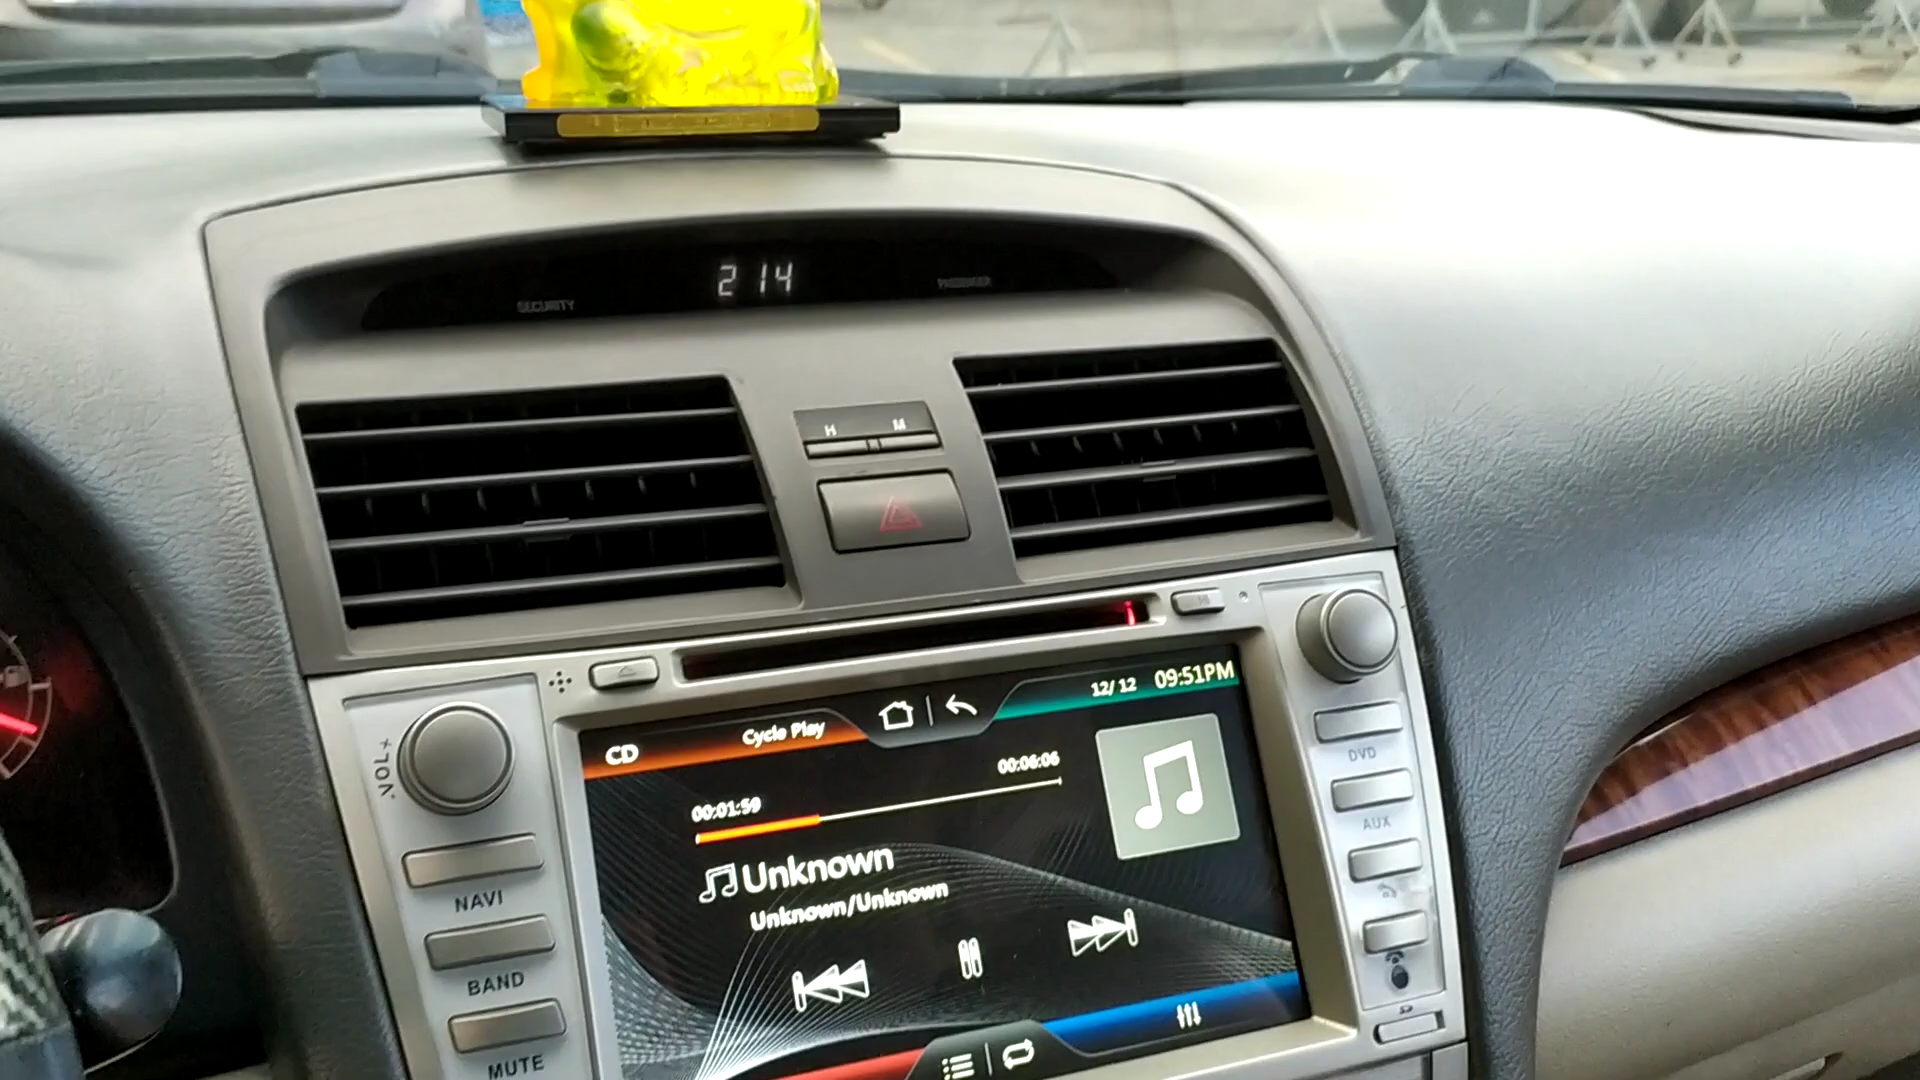 SECURITY
2 14
PASSENGER
H M
12/ 12 09:51PM
CD Cycle Play
00:06:06
00:01:59
Unknown
Unknown/Unknown
VOL+
NAVI
BAND
MUTE
DVD
AUX